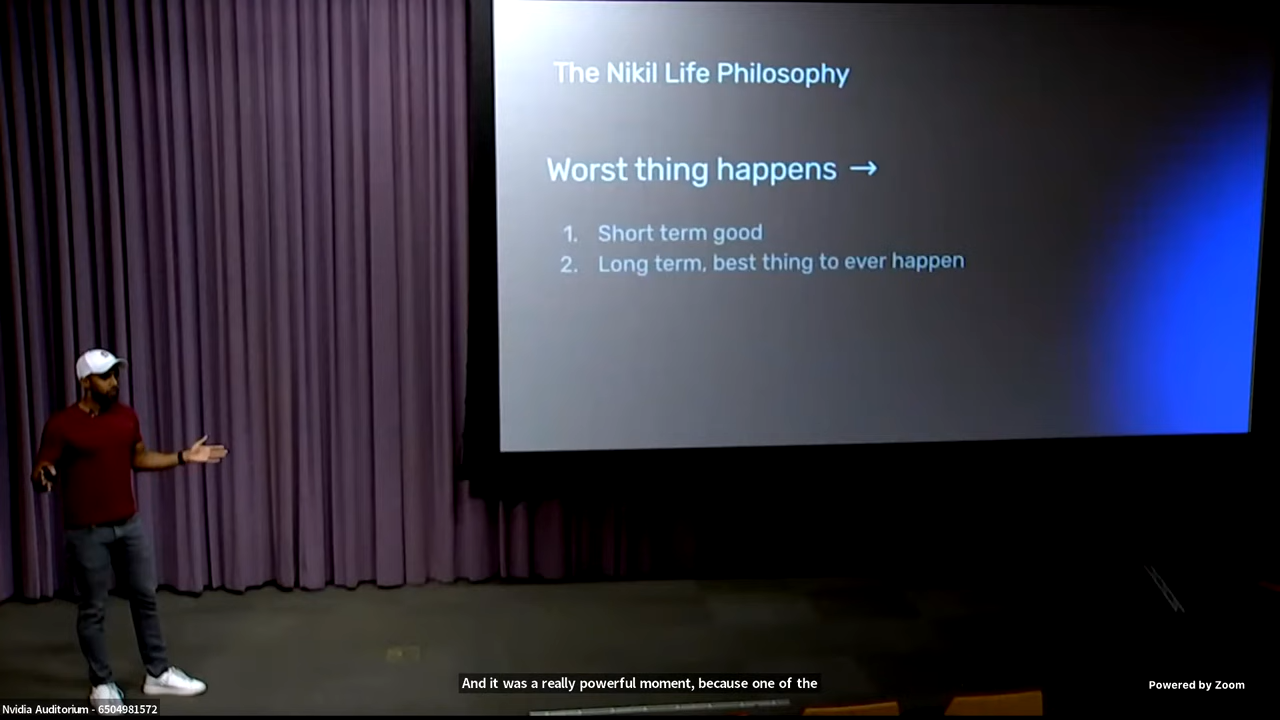 The Nikil Life Philosophy
Worst thing happens →
1. Short term good
2. Long term, best thing to ever happen
And it was a really powerful moment, because one of the
Powered by Zoom
Nvidia Auditorium - 6504981572